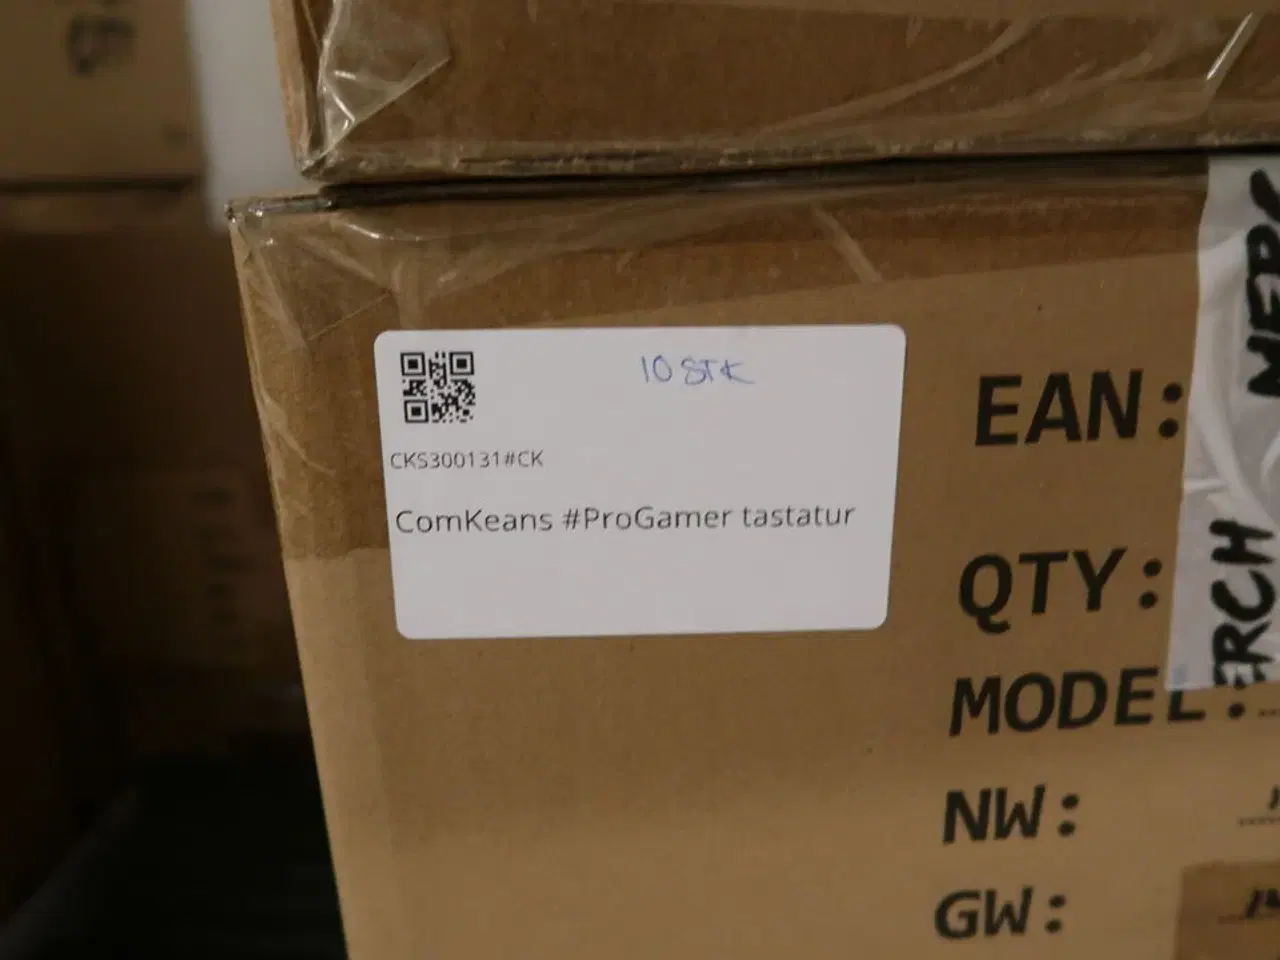 10 STK
CKS300131#CK
ComKeans #ProGamer tastatur
EAN:
QTY:
MODEL:
NW:
GW: